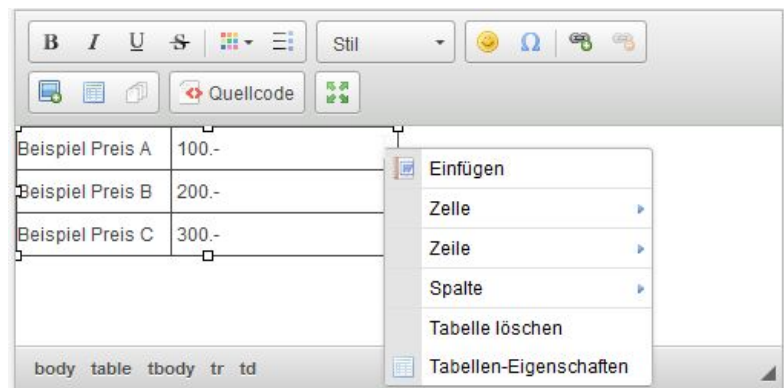 B I U S Stil Ω
Quellcode
Beispiel Preis A 100.-
Beispiel Preis B 200.-
Beispiel Preis C 300.-
Einfügen
Zelle
Zeile
Spalte
Tabelle löschen
Tabellen-Eigenschaften
body table tbody tr td